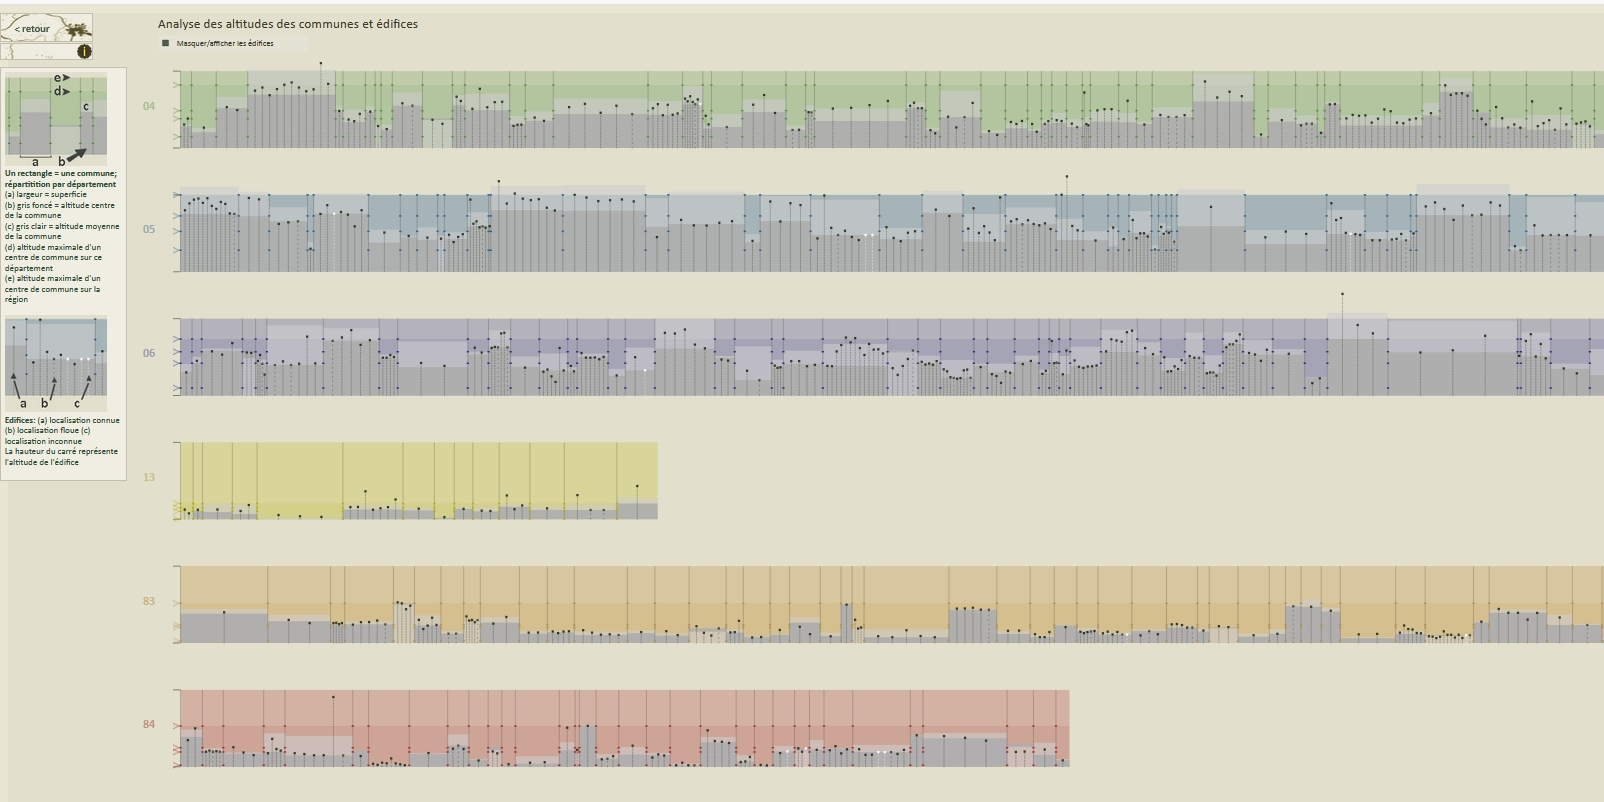 Analyse des altitudes des communes et édifices
< retour
Masquer/afficher les édifices
i
e
d
c
a
b
Un rectangle = une commune;
répartitition par département
(a) largeur = superficie
(b) gris foncé = altitude centre
de la commune
(c) gris clair = altitude moyenne
de la commune
(d) altitude maximale d'un
centre de commune sur ce
département
(e) altitude maximale d'un
centre de commune sur la
région
a b c
Edifices: (a) localisation connue
(b) localisation floue (c)
localisation inconnue
La hauteur du carré représente
l'altitude de l'édifice
04
05
06
13
83
84